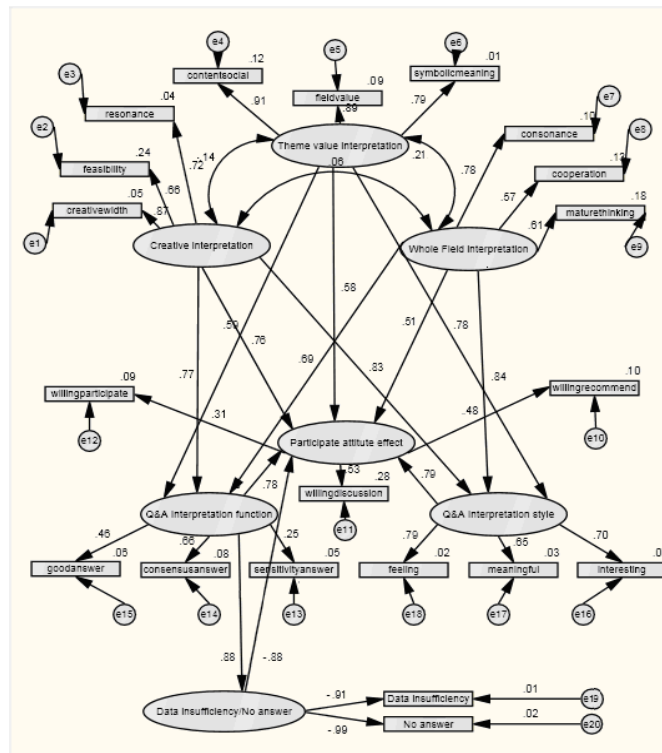 e4
e5
e6
.12
.01
contentsocial
symbolicmeaning
e3
.09
fieldvalue
e7
.04
.91
.89
.79
.10
resonance
consonance
e8
e2
Theme value interpretation
.14
.21
.06
.24
.72
.78
feasibility
cooperation
.05
.66
.57
.18
creativewidth
.87
.61
maturethinking
e1
e9
Creative interpretation
Whole Field interpretation
.58
.59
.76
.51
.78
.77
.69
.83
.84
.09
.10
willingparticipate
willingrecommend
.31
.48
e12
e10
Participate attitute effect
.53
.28
.78
.79
willingdiscussion
Q&A interpretation function
Q&A interpretation style
e11
.46
.66
.25
.79
.65
.70
.05
.08
.05
.02
.03
goodanswer
consensusanswer
sensitivityanswer
feeling
meaningful
interesting
e15
e14
e13
e18
e17
e16
.88
-.88
Data insufficiency/No answer
-.91
Data insufficiency
.01
e19
-.99
No answer
.02
e20